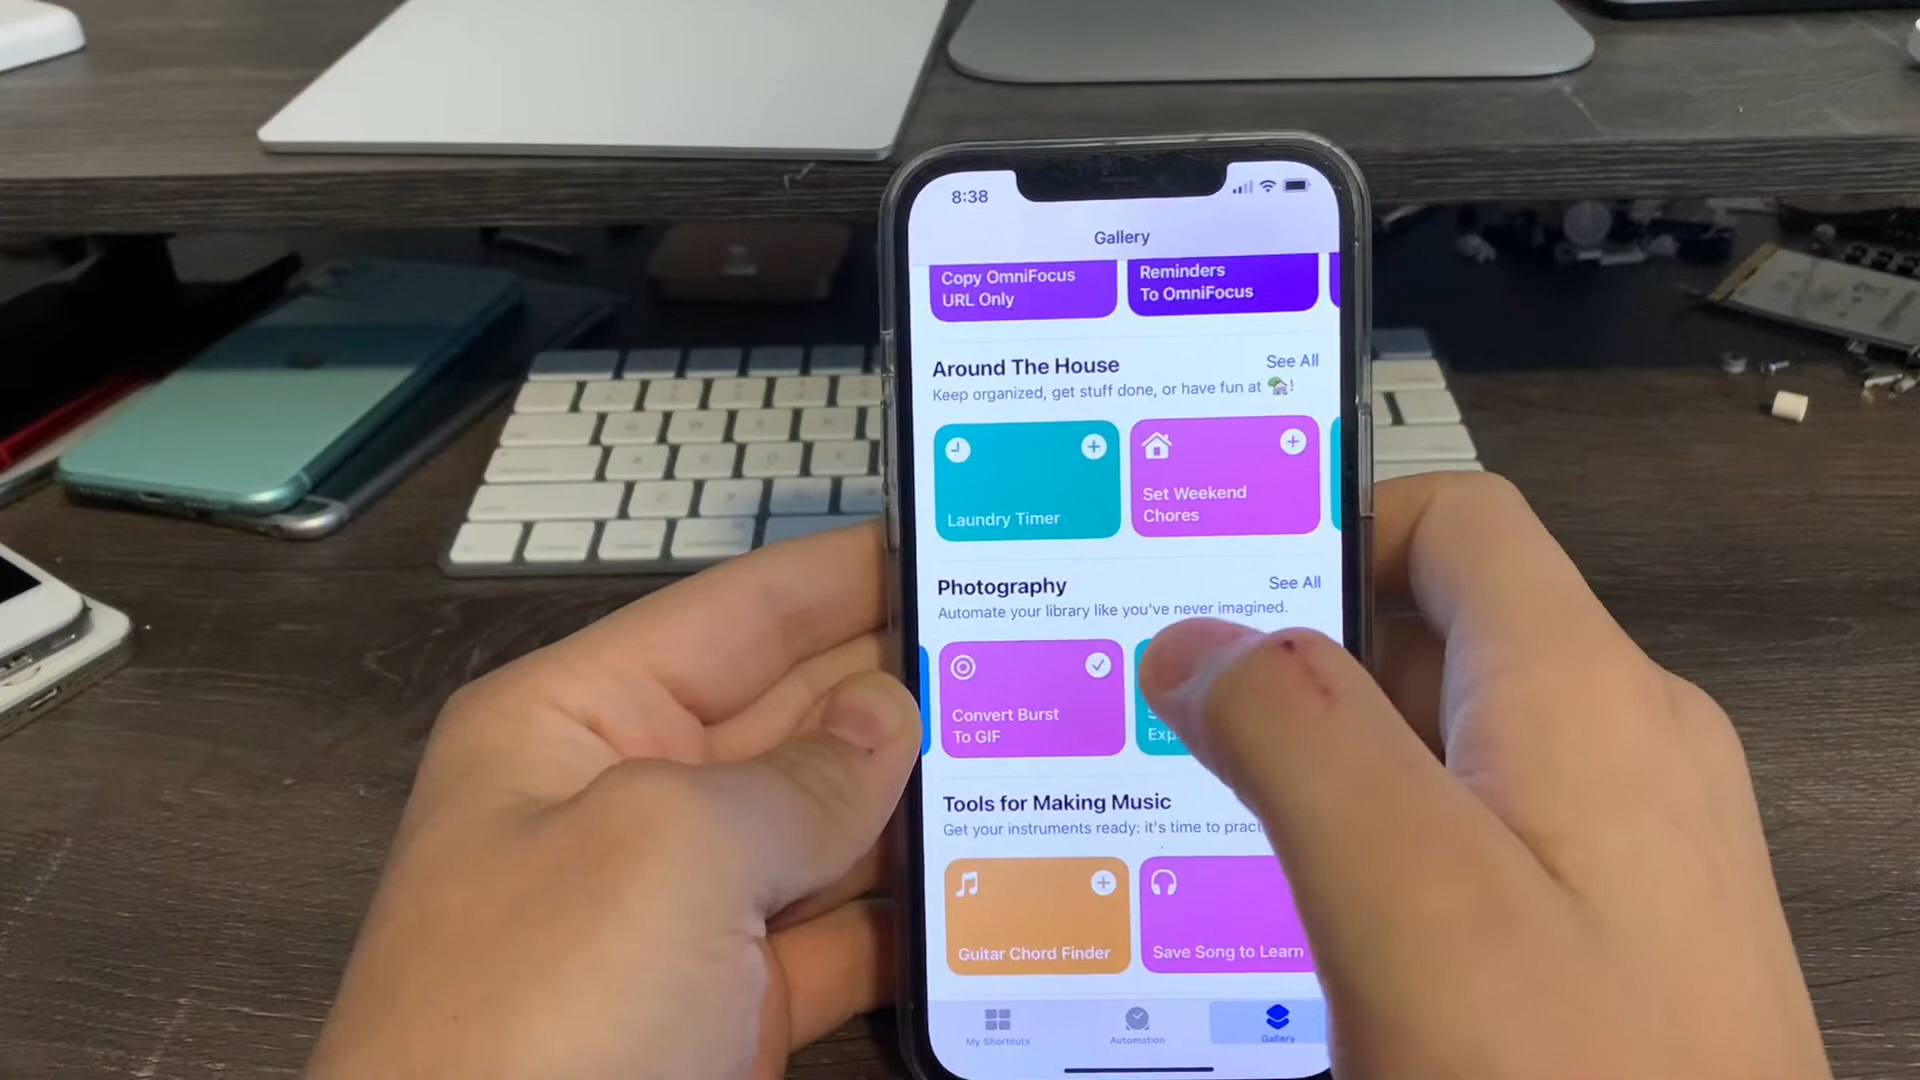 8:38
Gallery
Copy OmniFocus
URL Only
Reminders
To OmniFocus
Around The House
See All
Keep organized, get stuff done, or have fun at 🏡!
Laundry Timer
Set Weekend
Chores
Photography
See All
Automate your library like you've never imagined.
Convert Burst
To GIF
Tools for Making Music
Get your instruments ready: it's time to
Guitar Chord Finder
Save Song to Learn
My Shortcuts
Automation
Gallery